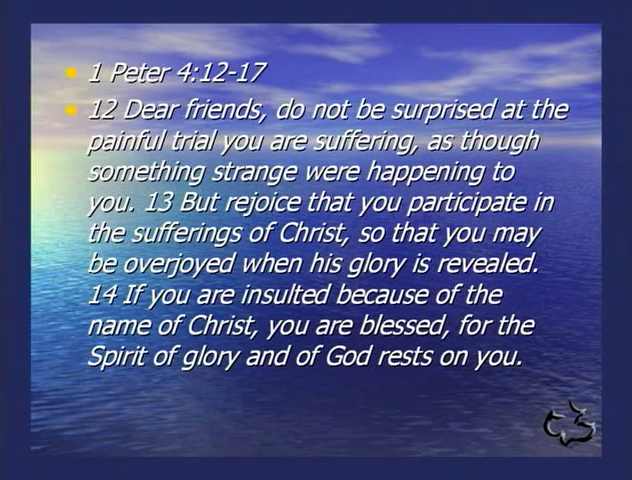 1 Peter 4:12-17
12 Dear friends, do not be surprised at the
painful trial you are suffering, as though
something strange were happening to
you. 13 But rejoice that you participate in
the sufferings of Christ, so that you may
be overjoyed when his glory is revealed.
14 If you are insulted because of the
name of Christ, you are blessed, for the
Spirit of glory and of God rests on you.